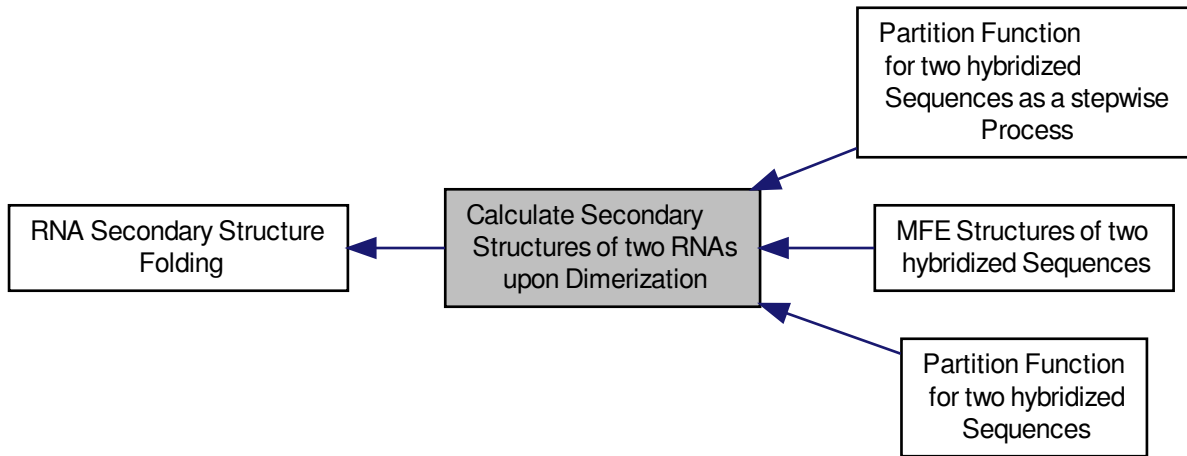 RNA Secondary Structure
Folding
Calculate Secondary
Structures of two RNAs
upon Dimerization
Partition Function
for two hybridized
Sequences as a stepwise
Process
MFE Structures of two
hybridized Sequences
Partition Function
for two hybridized
Sequences